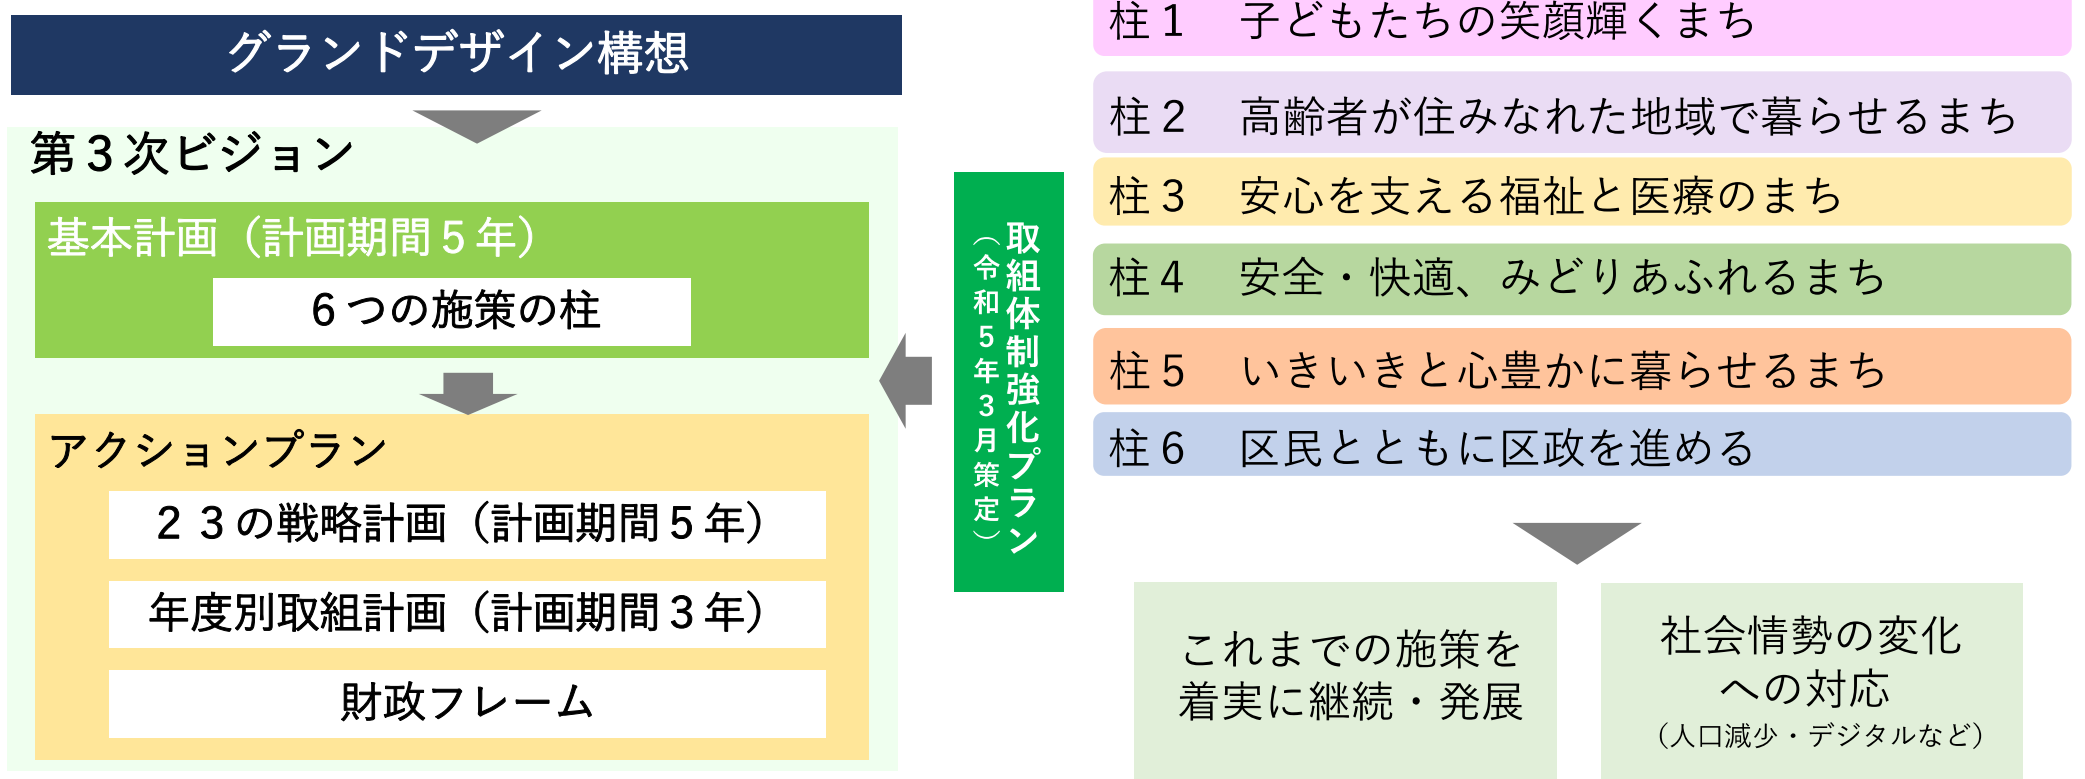 グランドデザイン構想
第３次ビジョン
基本計画（計画期間５年）
６つの施策の柱
アクションプラン
２３の戦略計画（計画期間５年）
年度別取組計画（計画期間３年）
財政フレーム
取組体制強化プラン
（令和５年３月策定）
柱１　子どもたちの笑顔輝くまち
柱２　高齢者が住みなれた地域で暮らせるまち
柱３　安心を支える福祉と医療のまち
柱４　安全・快適、みどりあふれるまち
柱５　いきいきと心豊かに暮らせるまち
柱６　区民とともに区政を進める
これまでの施策を
着実に継続・発展
社会情勢の変化
への対応
（人口減少・デジタルなど）